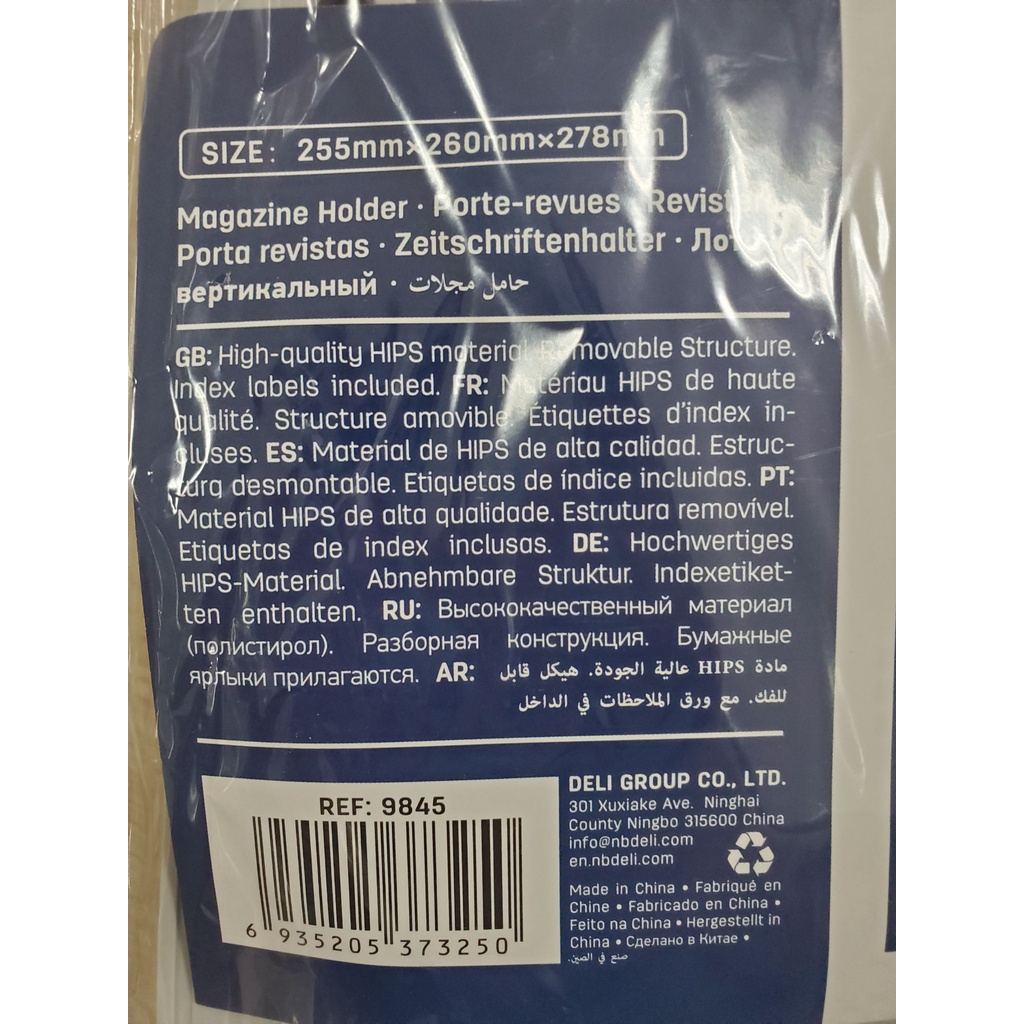 SIZE: 255mm×260mm×278mm
Magazine Holder · Porte-revues
Porta revistas · Zeitschriftenhalter ·
вертикальный · حامل مجلات
GB: High-quality HIPS material. Removable Structure.
Index labels included. FR: Matériau HIPS de haute
qualité. Structure amovible. Étiquettes d'index in-
cluses. ES: Material de HIPS de alta calidad. Estruc-
tura desmontable. Etiquetas de índice incluidas. PT:
Material HIPS de alta qualidade. Estrutura removível.
Etiquetas de index inclusas. DE: Hochwertiges
HIPS-Material. Abnehmbare Struktur. Indexetiket-
ten enthalten. RU: Высококачественный материал
(полистирол). Разборная конструкция. Бумажные
ярлыки прилагаются. AR: مادة HIPS عالية الجودة. هيكل قابل
للفك. مع ورق الملاحظات في الداخل
REF: 9845
6 935205 373250
DELI GROUP CO., LTD.
301 Xuxiake Ave. Ninghai
County Ningbo 315600 China
info@nbdeli.com
en.nbdeli.com
Made in China • Fabriqué en
Chine • Fabricado en China •
Feito na China • Hergestellt in
China • Сделано в Китае •
صنع في الصين.